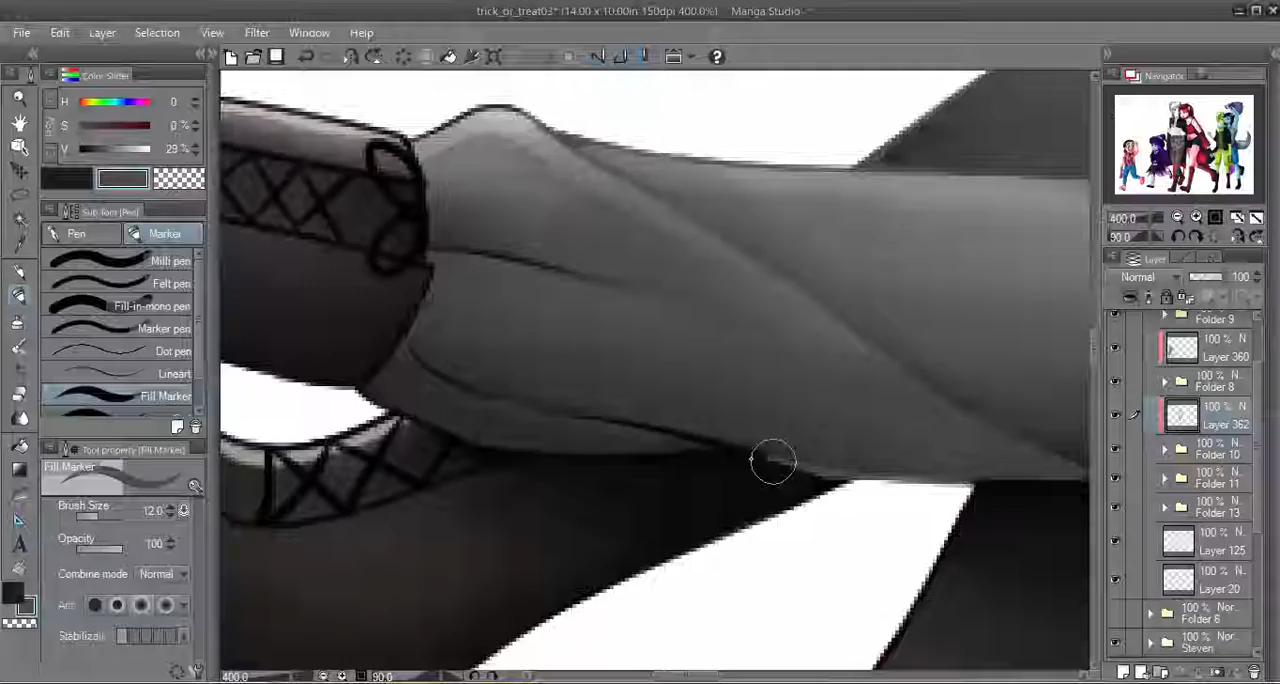 trick_or_treat03* (14.00 x 10.00in 150dpi 400.0%) - Manga Studio
File Edit Layer Selection View Filter Window Help
Color Slider
H 0
S 0 %
V 29 %
Sub Tool [Pen]
Pen Marker
Milli pen
Felt pen
Fill-in-mono pen
Marker pen
Dot pen
Lineart
Fill Marker
Tool property [Fill Marker]
Fill Marker
Brush Size 12.0
Opacity 100
Combine mode Normal
Stabilizati
400.0 90.0
Navigator
400.0
90.0
Layer
Normal 100
Folder 9
100 % N
Layer 360
100 % N..
Folder 8
100 % N
Layer 362
100 % N..
Folder 10
100 % N..
Folder 11
100 % N..
Folder 13
100 % N..
Layer 125
100 % N..
Layer 20
100 % Nor...
Folder 6
100 % Nor...
Steven